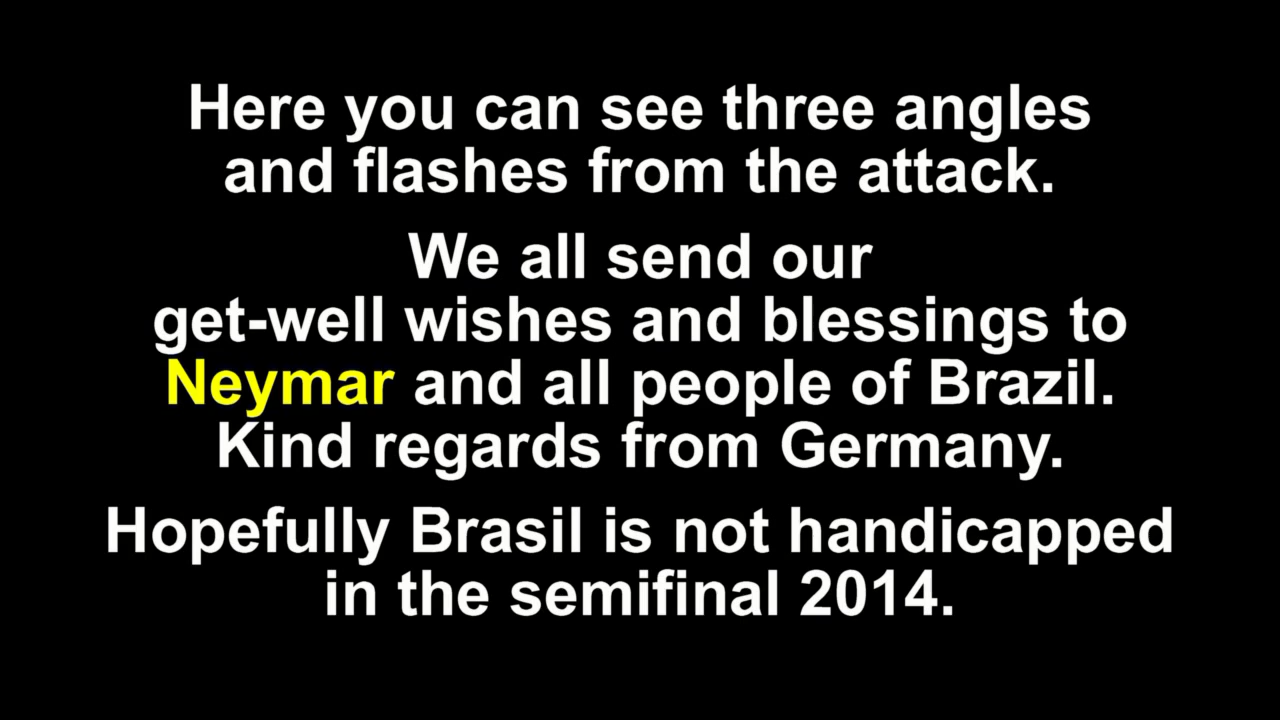 Here you can see three angles
and flashes from the attack.
We all send our
get-well wishes and blessings to
Neymar and all people of Brazil.
Kind regards from Germany.
Hopefully Brasil is not handicapped
in the semifinal 2014.